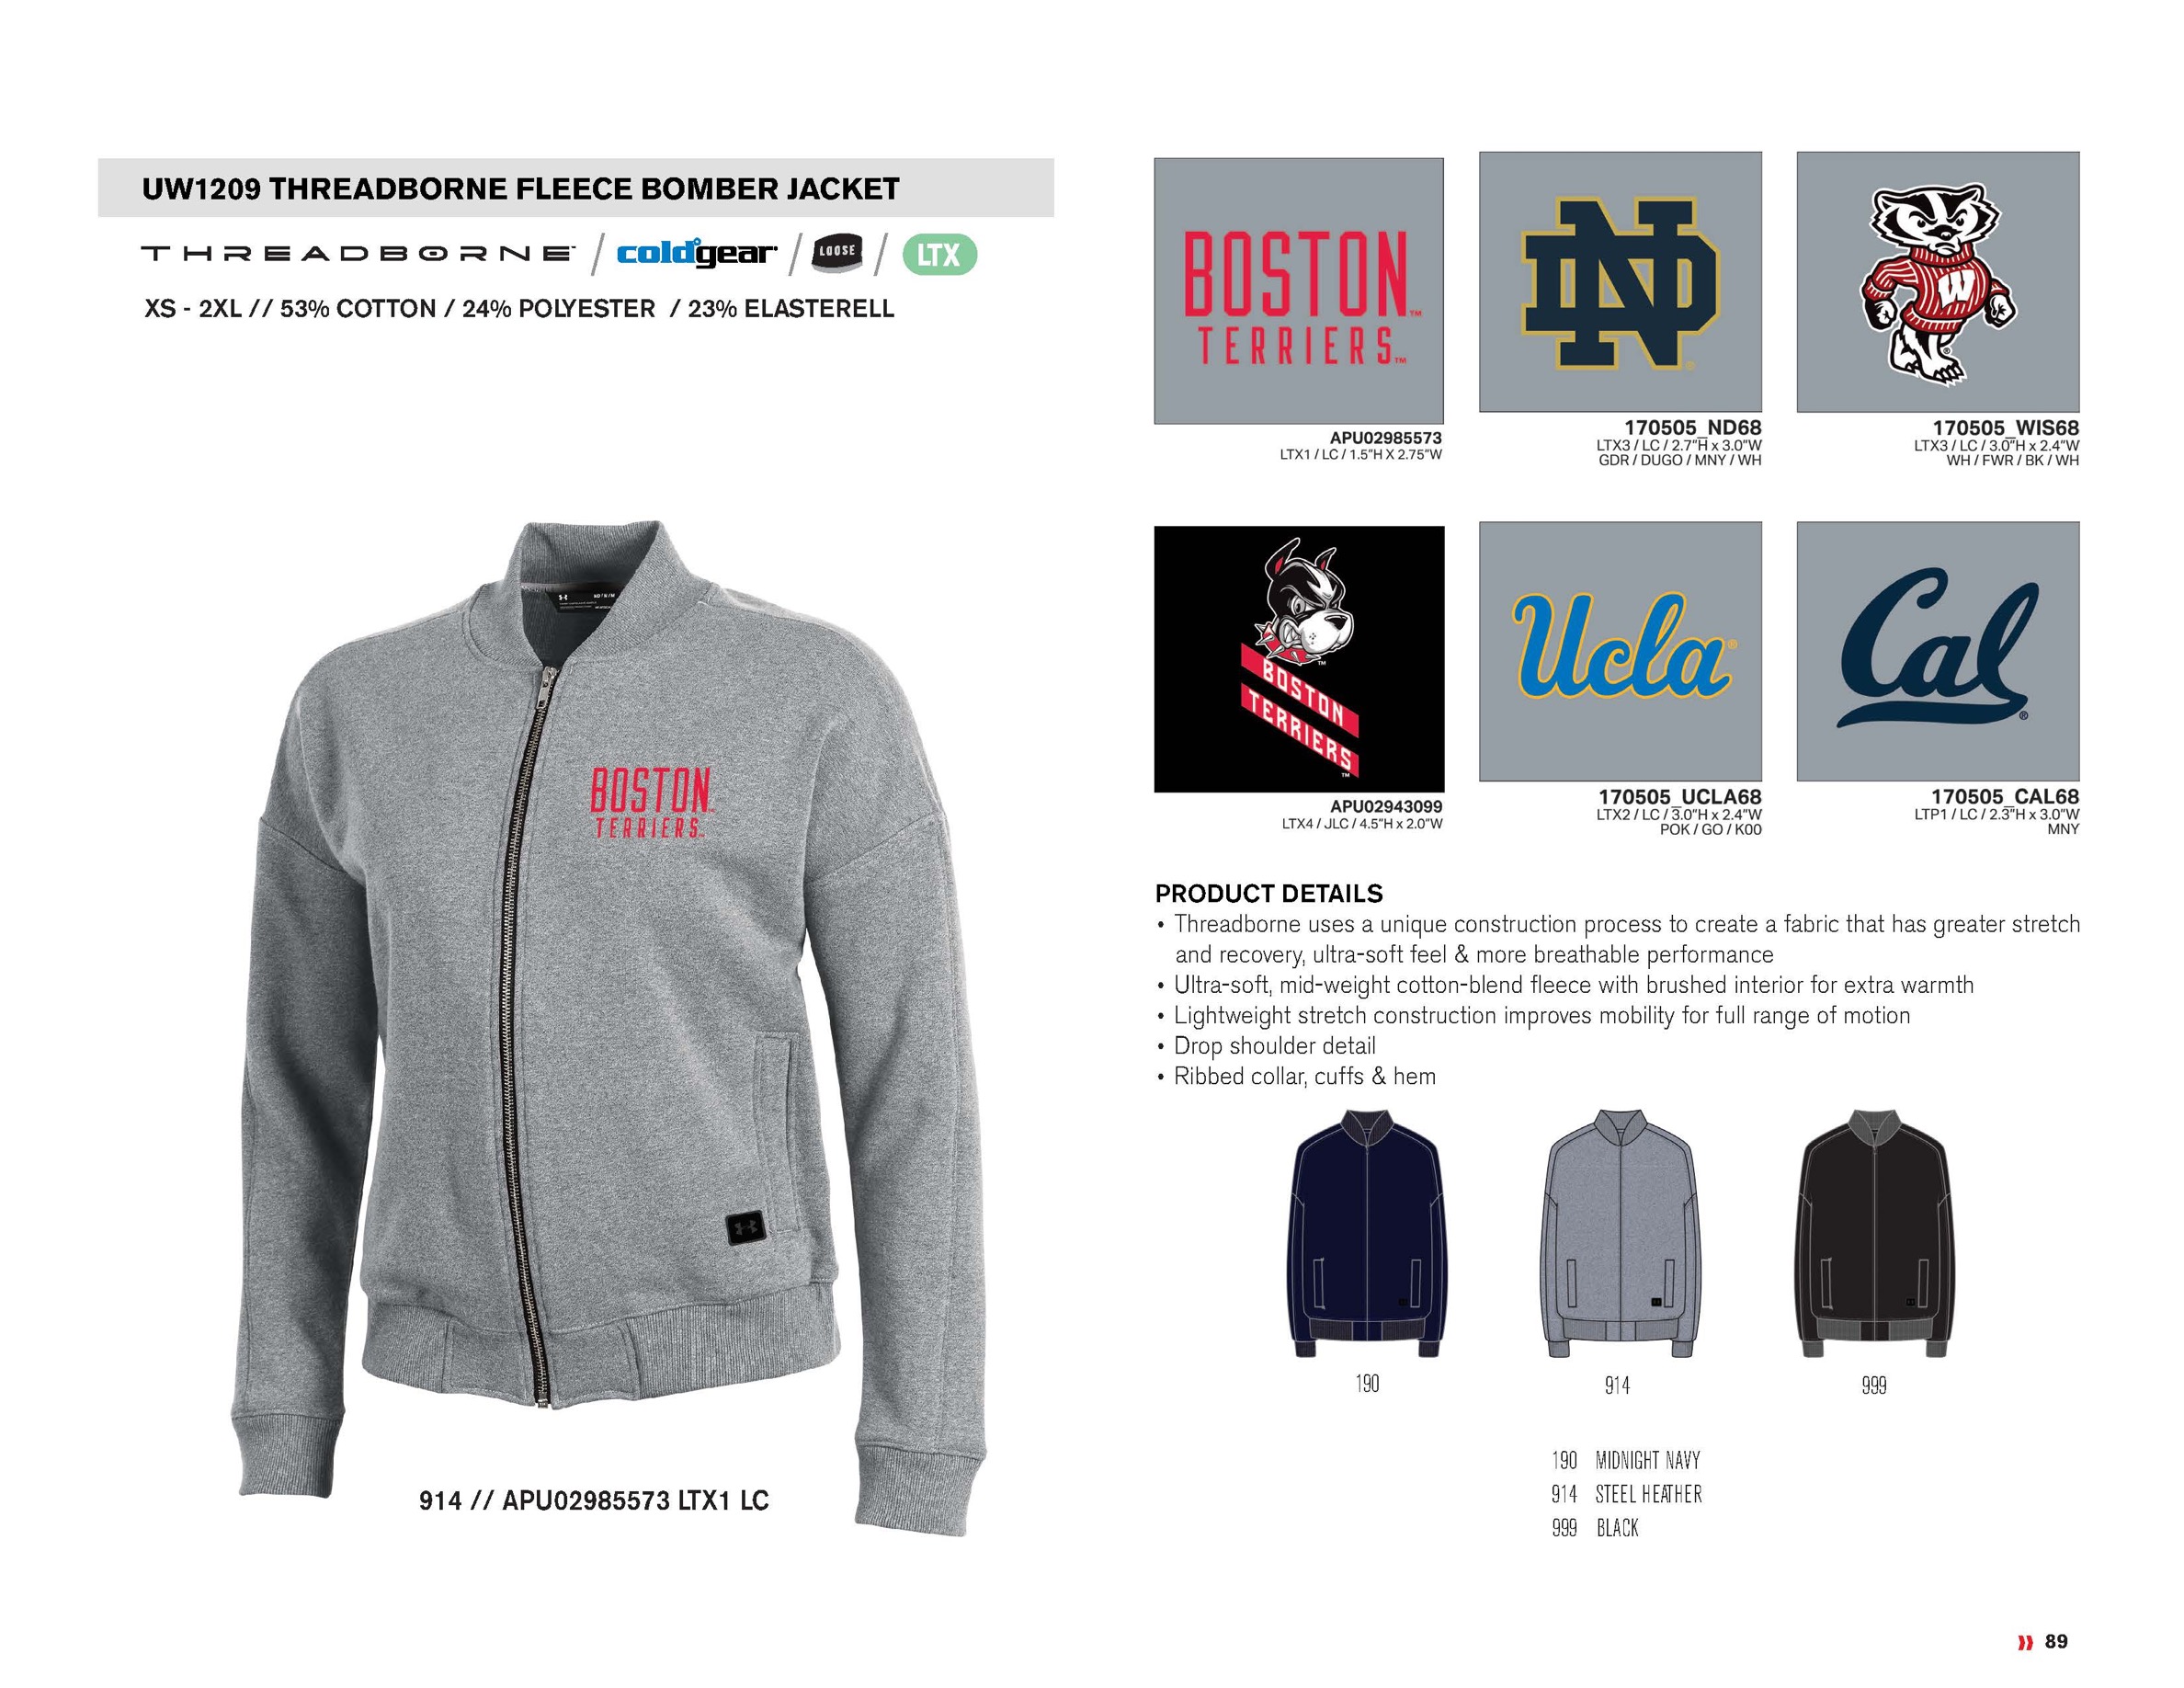 UW1209 THREADBORNE FLEECE BOMBER JACKET
THREADBORNE / coldgear / LOOSE / LTX
XS - 2XL // 53% COTTON / 24% POLYESTER / 23% ELASTERELL
BOSTON
TERRIERS
914 // APU02985573 LTX1 LC
BOSTON™
TERRIERS™
APU02985573
LTX1 / LC / 1.5"H X 2.75"W
ND®
170505_ND68
LTX3 / LC / 2.7"H x 3.0"W
GDR / DUGO / MNY / WH
W
170505_WIS68
LTX3 / LC / 3.0"H x 2.4"W
WH / FWR / BK / WH
™
BOSTON
TERRIERS
™
APU02943099
LTX4 / JLC / 4.5"H x 2.0"W
Ucla®
170505_UCLA68
LTX2 / LC / 3.0"H x 2.4"W
POK / GO / K00
Cal®
170505_CAL68
LTP1 / LC / 2.3"H x 3.0"W
MNY
PRODUCT DETAILS
• Threadborne uses a unique construction process to create a fabric that has greater stretch
and recovery, ultra-soft feel & more breathable performance
• Ultra-soft, mid-weight cotton-blend fleece with brushed interior for extra warmth
• Lightweight stretch construction improves mobility for full range of motion
• Drop shoulder detail
• Ribbed collar, cuffs & hem
190
914
999
190 MIDNIGHT NAVY
914 STEEL HEATHER
999 BLACK
89